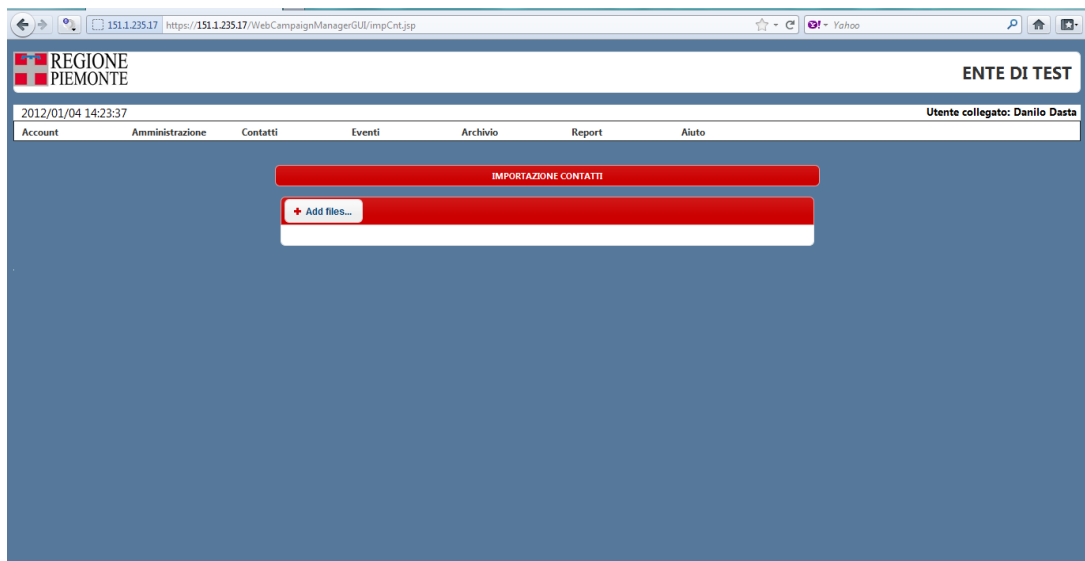 151.1.235.17 https://151.1.235.17/WebCampaignManagerGUI/impCnt.jsp Yahoo
REGIONE
PIEMONTE
ENTE DI TEST
2012/01/04 14:23:37 Utente collegato: Danilo Dasta
Account Amministrazione Contatti Eventi Archivio Report Aiuto
IMPORTAZIONE CONTATTI
+ Add files...